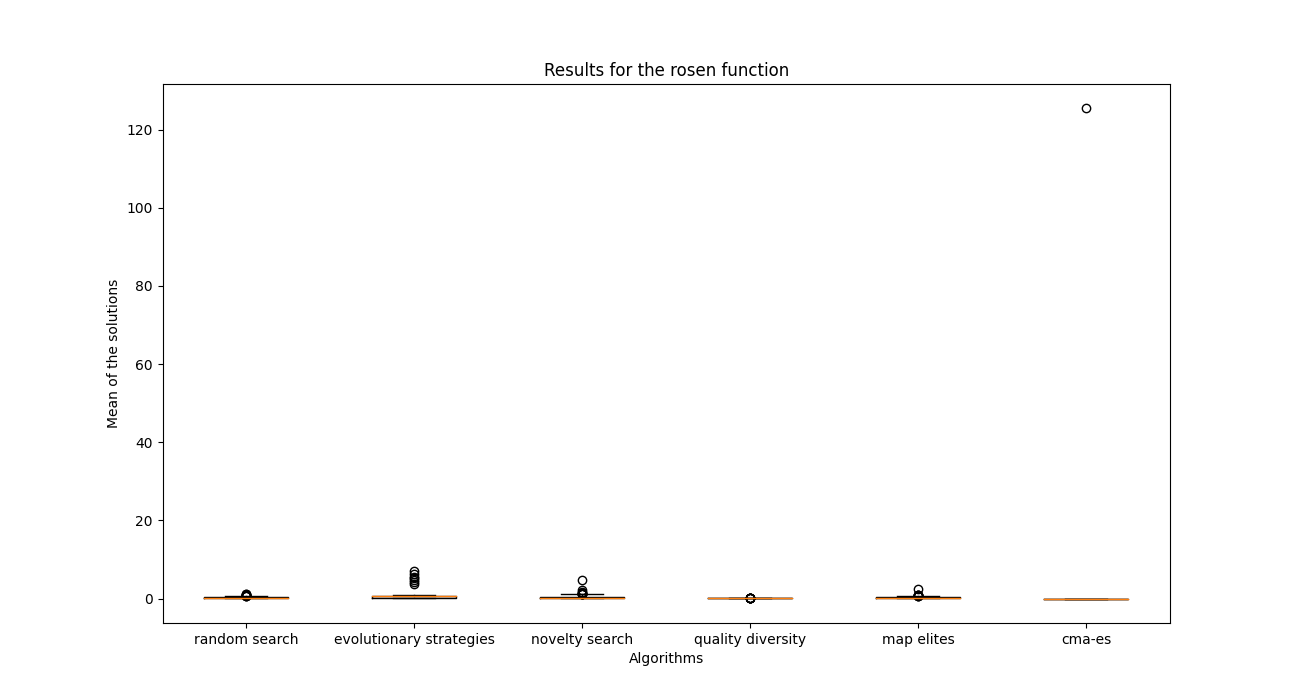 Results for the rosen function
120
100
80
60
40
20
0
Mean of the solutions
random search evolutionary strategies novelty search quality diversity map elites cma-es
Algorithms